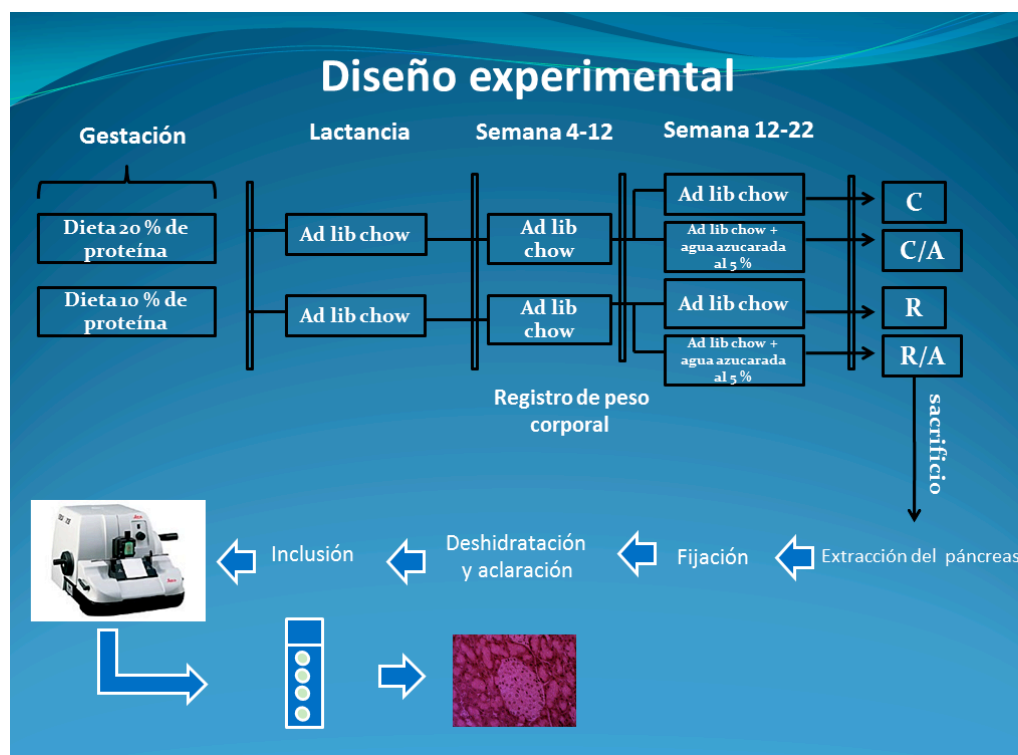 Diseño experimental
Gestación
Lactancia
Semana 4-12
Semana 12-22
Dieta 20 % de
proteína
Ad lib chow
Ad lib
chow
Ad lib chow
Ad lib chow +
agua azucarada
al 5 %
C
C/A
Dieta 10 % de
proteína
Ad lib chow
Ad lib
chow
Ad lib chow
Ad lib chow +
agua azucarada
al 5 %
R
R/A
Registro de peso
corporal
sacrificio
Extracción del páncreas
Fijación
Deshidratación
y aclaración
Inclusión